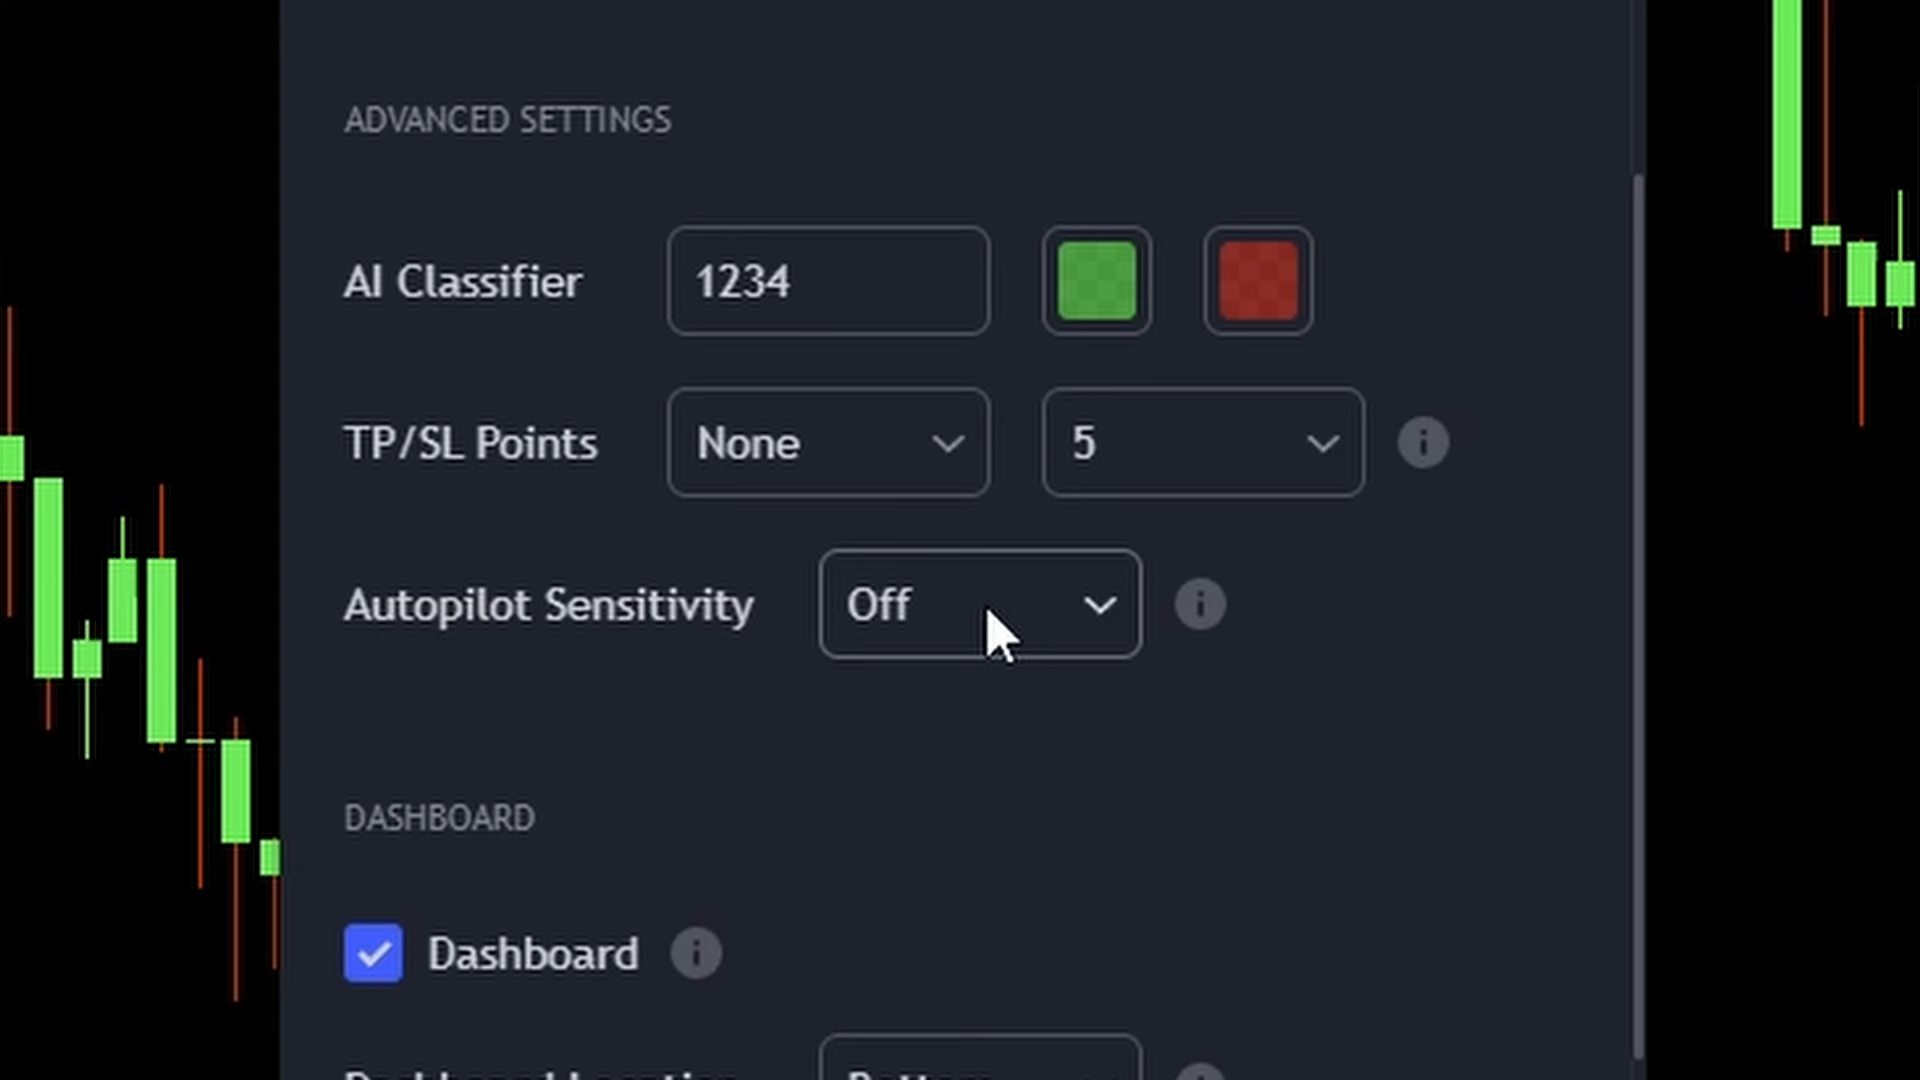 ADVANCED SETTINGS
AI Classifier 1234
TP/SL Points None 5
Autopilot Sensitivity Off
DASHBOARD
Dashboard